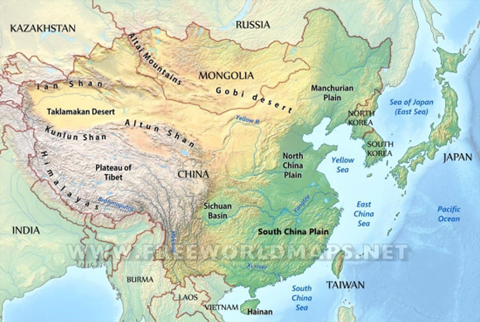 KAZAKHSTAN
RUSSIA
Altai Mountains
MONGOLIA
Gobi desert
Manchurian
Plain
Sea of Japan
(East Sea)
Tan Shan
Taklamakan Desert
Altun Shan
Kunlun Shan
Yellow R.
NORTH
KOREA
SOUTH
KOREA
JAPAN
Himalayas
Plateau of
Tibet
CHINA
North
China
Plain
Yellow
Sea
Sichuan
Basin
Yangtze
East
China
Sea
Pacific
Ocean
INDIA
South China Plain
WWW.FREEWORLDMAPS.NET
BURMA
LAOS
VIETNAM
Hainan
South
China
Sea
TAIWAN